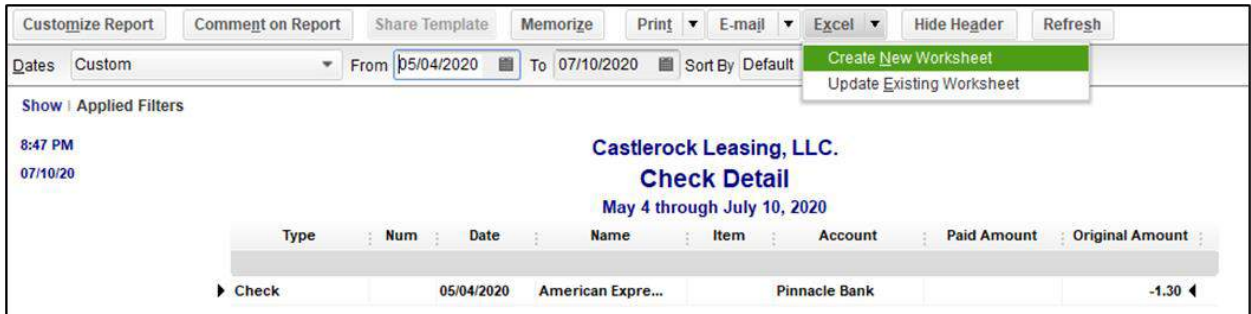 Customize Report Comment on Report Share Template Memorize Print E-mail Excel Hide Header Refresh
Dates Custom From 05/04/2020 To 07/10/2020 Sort By Default
Create New Worksheet
Update Existing Worksheet
Show | Applied Filters
8:47 PM
07/10/20
Castlerock Leasing, LLC.
Check Detail
May 4 through July 10, 2020
Type Num Date Name Item Account Paid Amount Original Amount
Check 05/04/2020 American Expre... Pinnacle Bank -1.30